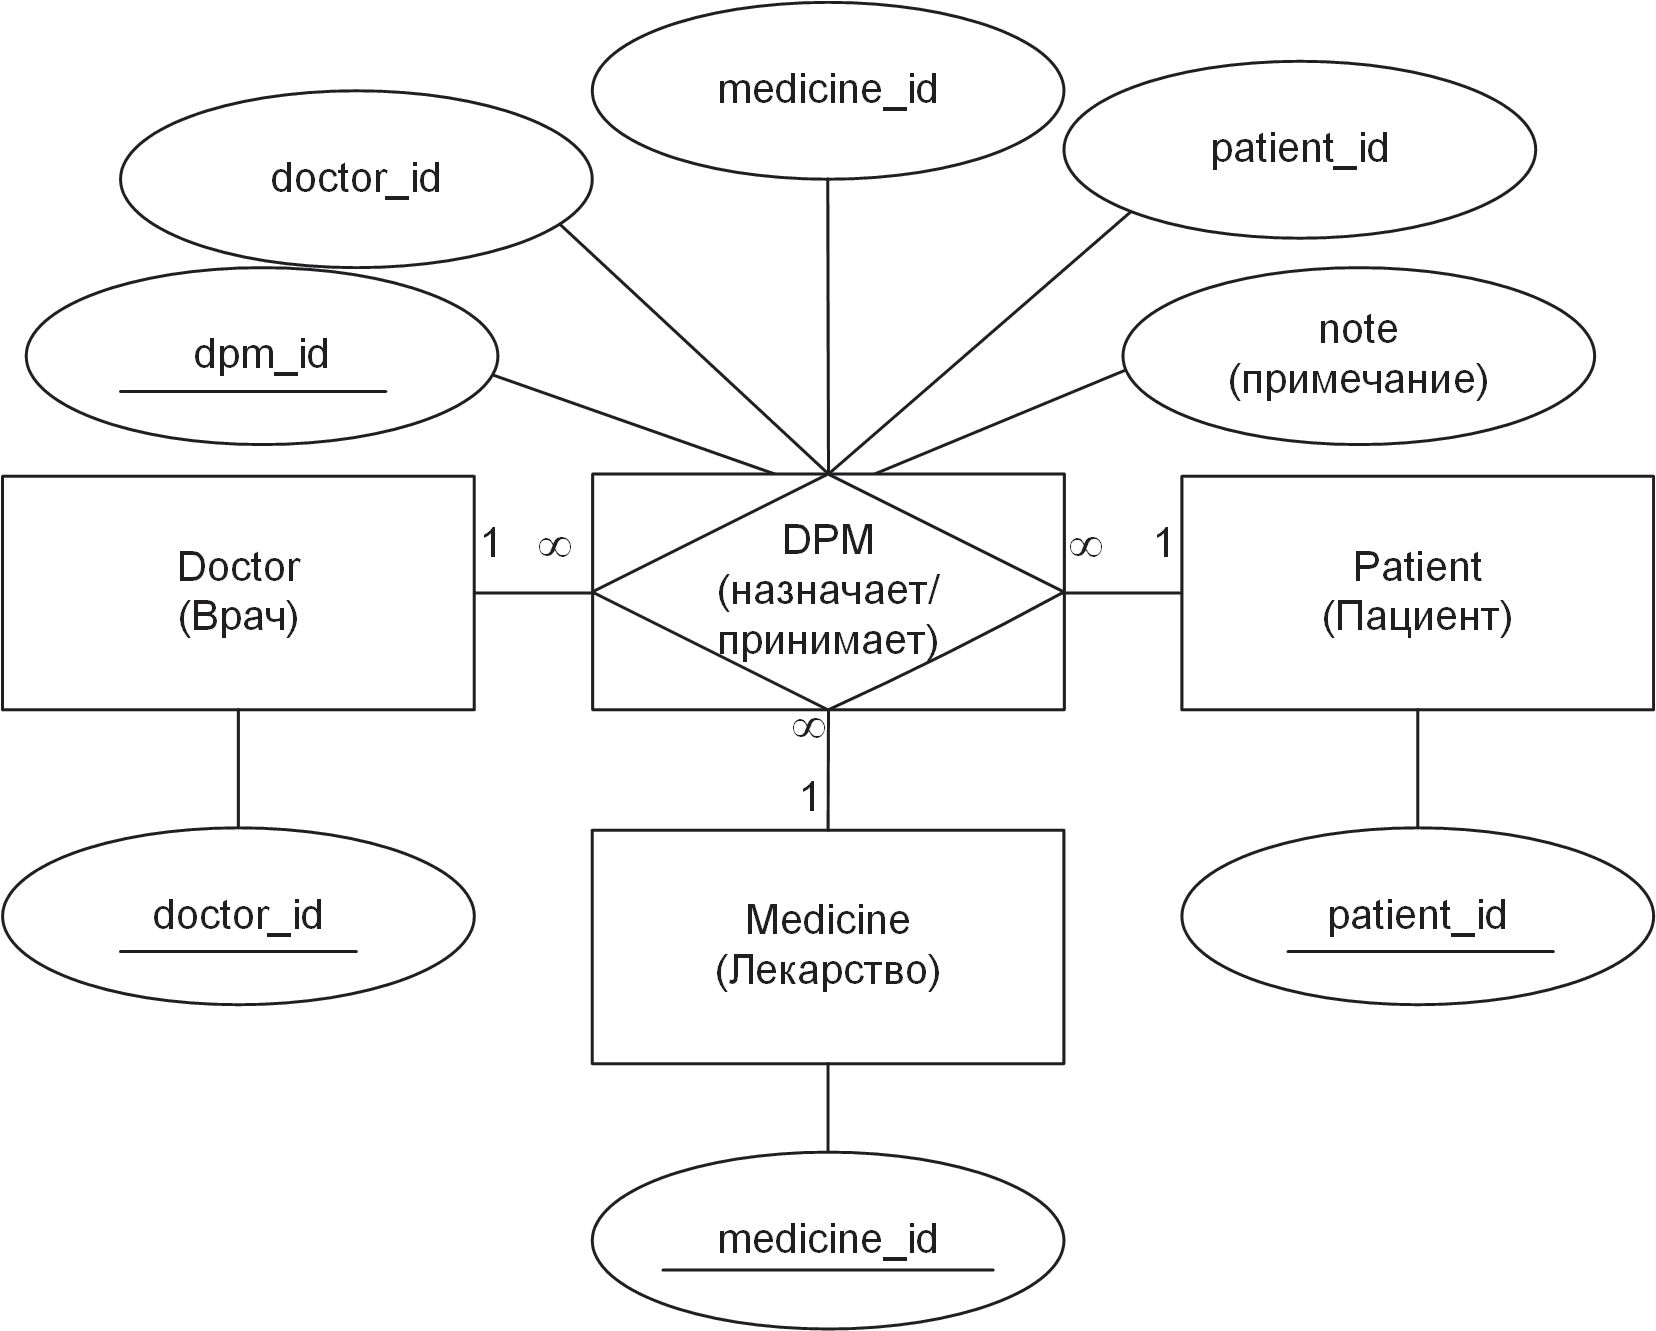 medicine_id
patient_id
doctor_id
note
(примечание)
dpm_id
Doctor
(Врач)
1
∞
DPM
(назначает/
принимает)
∞
1
Patient
(Пациент)
∞
1
Medicine
(Лекарство)
doctor_id
patient_id
medicine_id